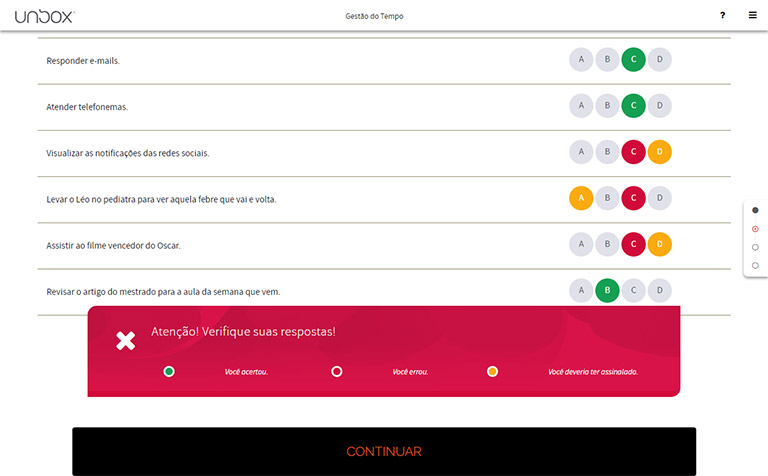 unbox™
Gestão do Tempo
?
Responder e-mails.
A B C D
Atender telefonemas.
A B C D
Visualizar as notificações das redes sociais.
A B C D
Levar o Léo no pediatra para ver aquela febre que vai e volta.
A B C D
Assistir ao filme vencedor do Oscar.
A B C D
Revisar o artigo do mestrado para a aula da semana que vem.
A B C D
Atenção! Verifique suas respostas!
Você acertou.
Você errou.
Você deveria ter assinalado.
CONTINUAR